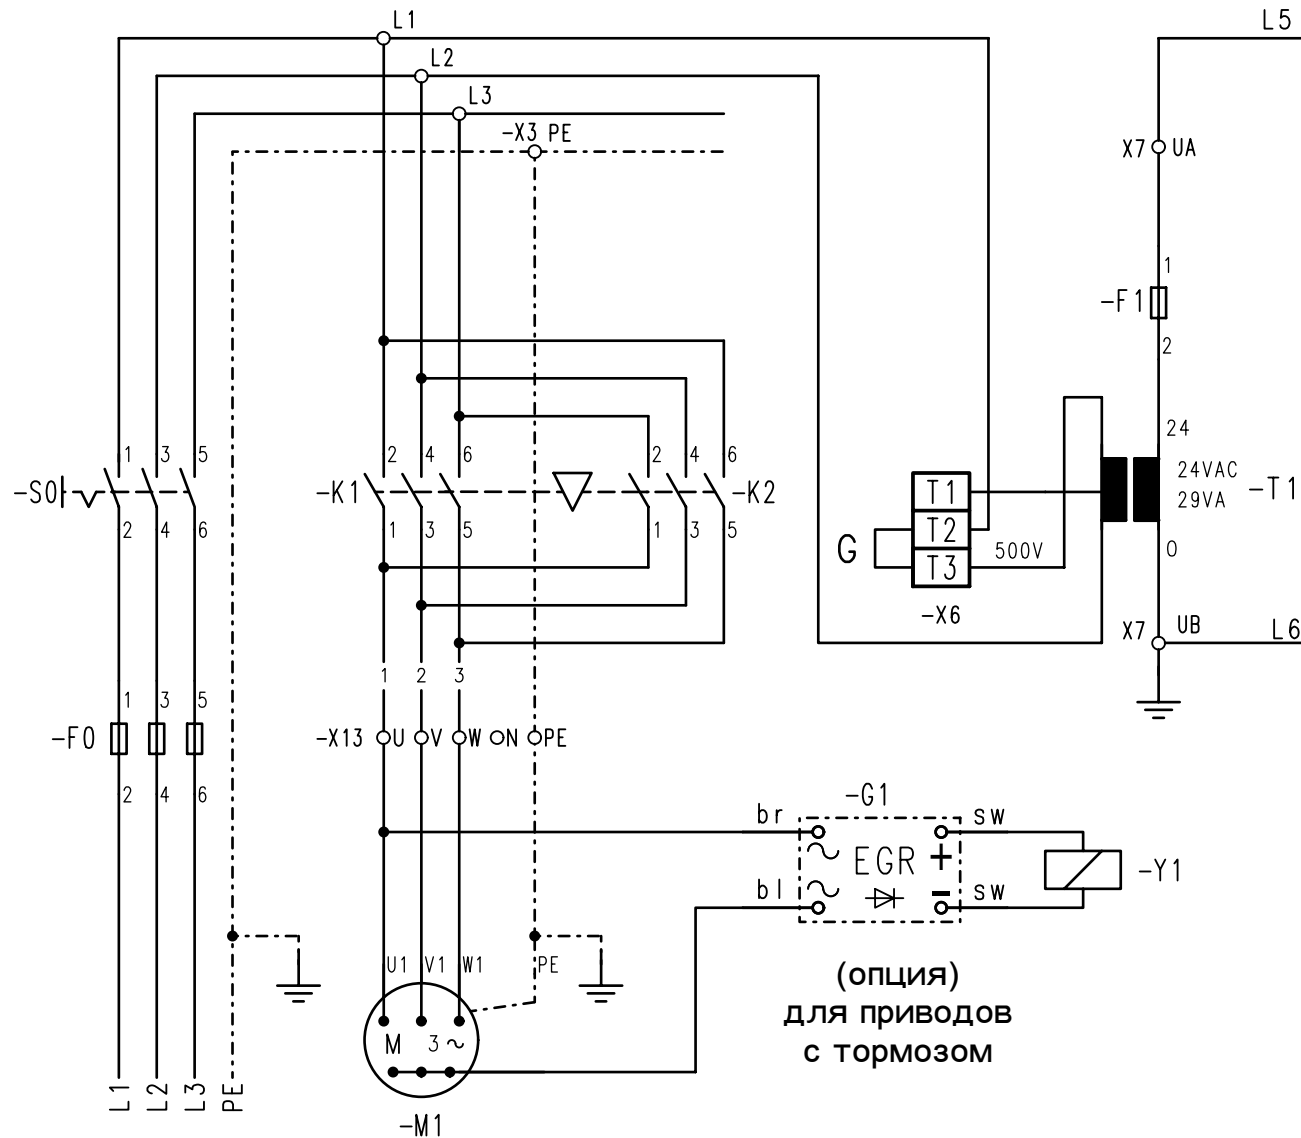 L1
L5
L2
L3
-X3 PE
X7 UA
1
-F1
2
24
1 3 5
2 4 6
2 4 6
-S0
-K1
-K2
T1
24VAC
-T1
29VA
2 4 6
1 3 5
1 3 5
G
T2
500V
T3
0
-X6
X7 UB
L6
1 2 3
1 3 5
-F0
-X13 U V W N PE
2 4 6
-G1
br
sw
EGR +
-Y1
bl
-
sw
U1 V1 W1 PE
(опция)
для приводов
с тормозом
M 3 ~
L1 L2 L3 PE
-M1